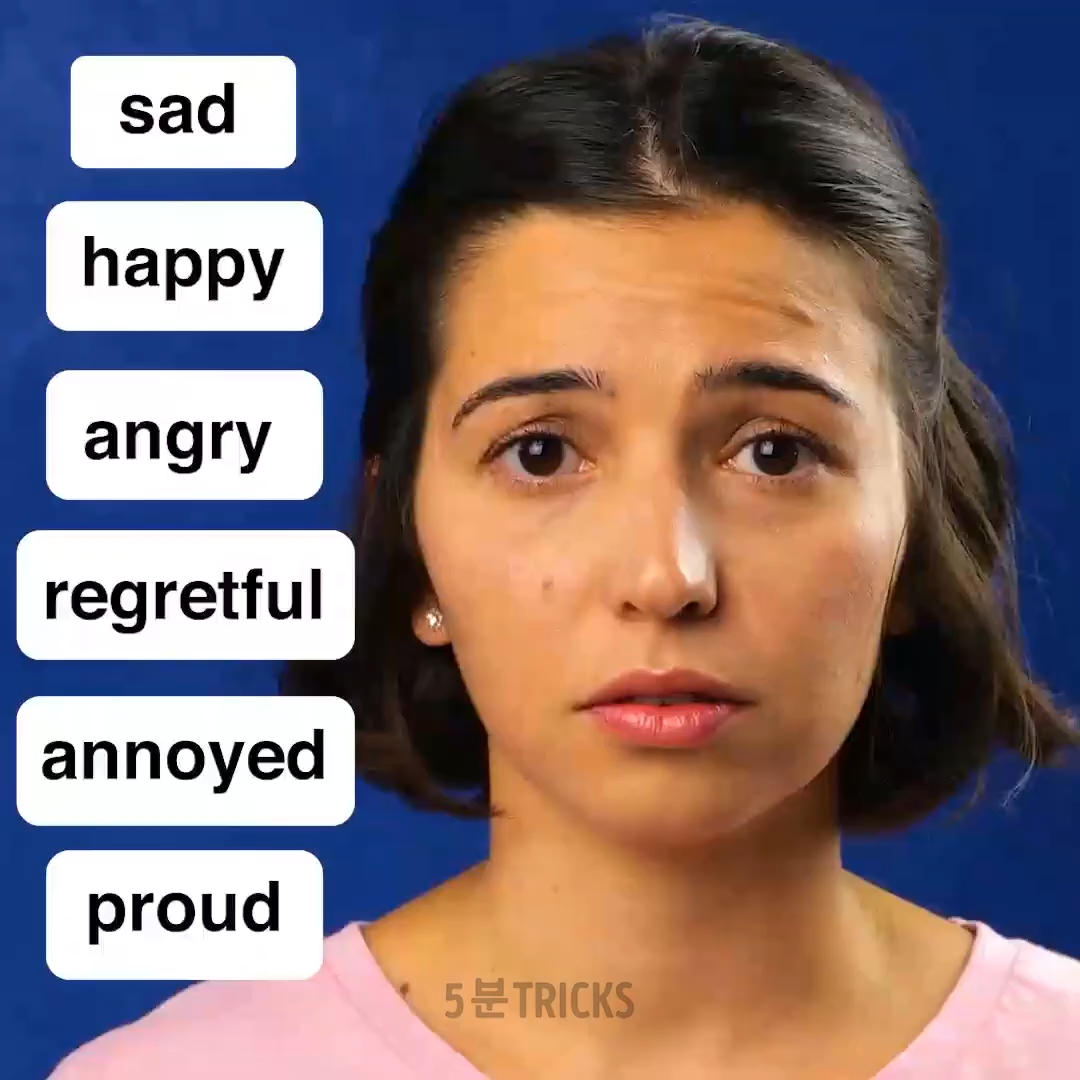 sad
happy
angry
regretful
annoyed
proud
5분TRICKS